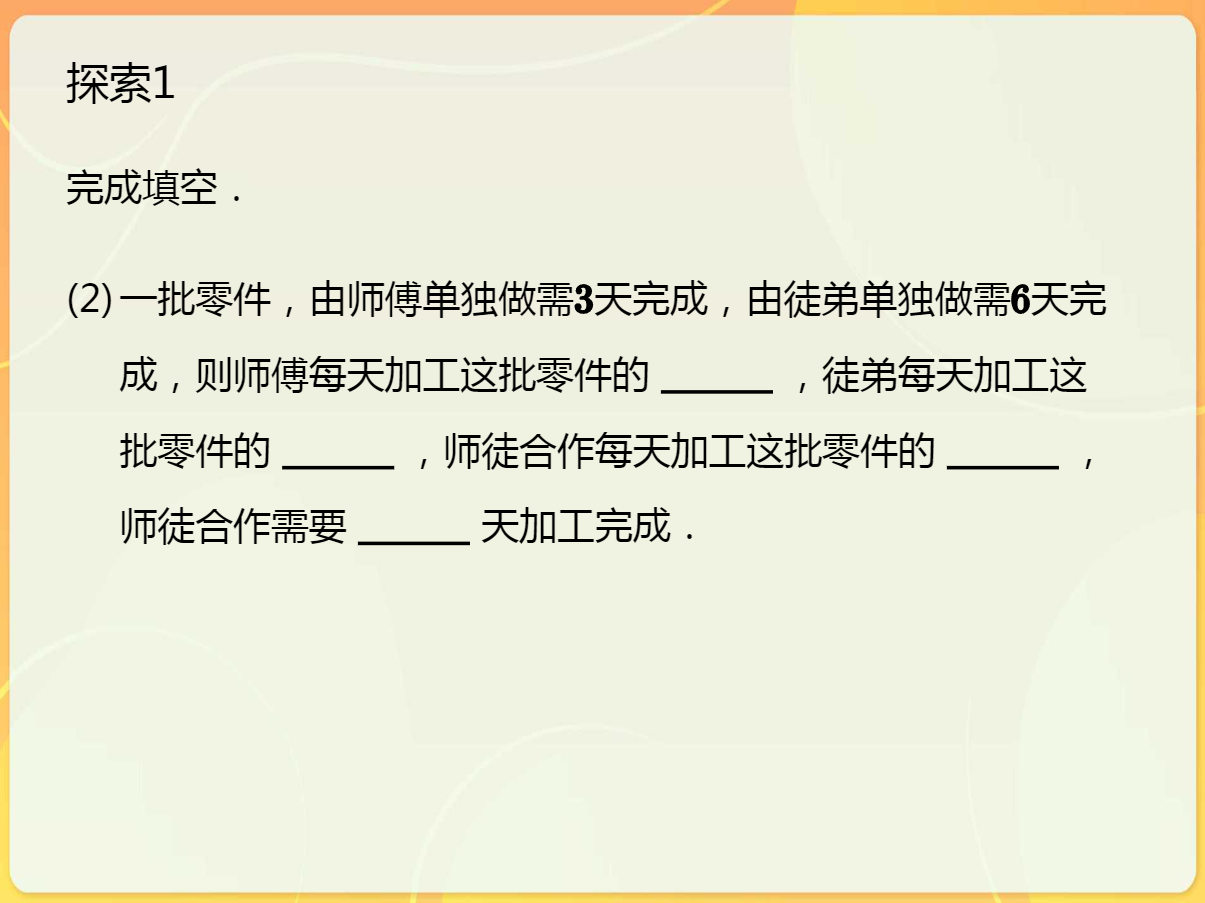 探索1
完成填空．
(2) 一批零件，由师傅单独做需3天完成，由徒弟单独做需6天完
成，则师傅每天加工这批零件的 ______ ，徒弟每天加工这
批零件的 ______ ，师徒合作每天加工这批零件的 ______ ，
师徒合作需要 ______ 天加工完成．